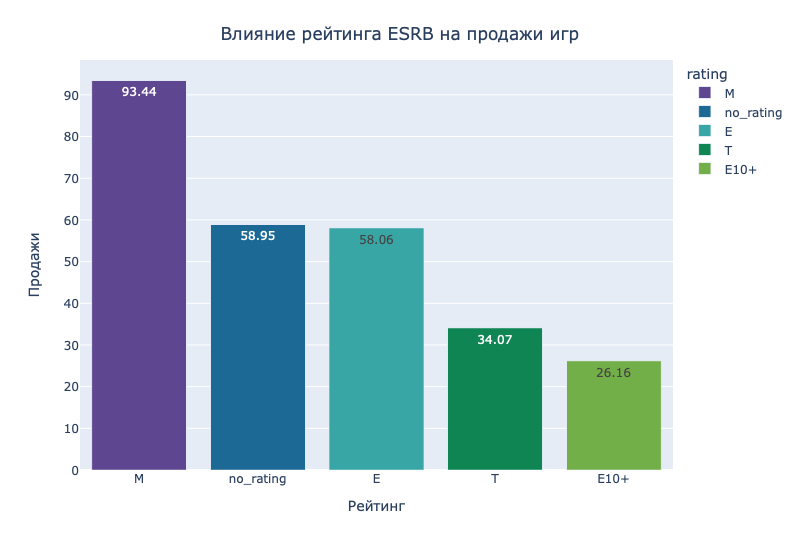 Влияние рейтинга ESRB на продажи игр
Продажи
90
80
70
60
50
40
30
20
10
0
93.44
58.95
58.06
34.07
26.16
M
no_rating
E
T
E10+
Рейтинг
rating
M
no_rating
E
T
E10+